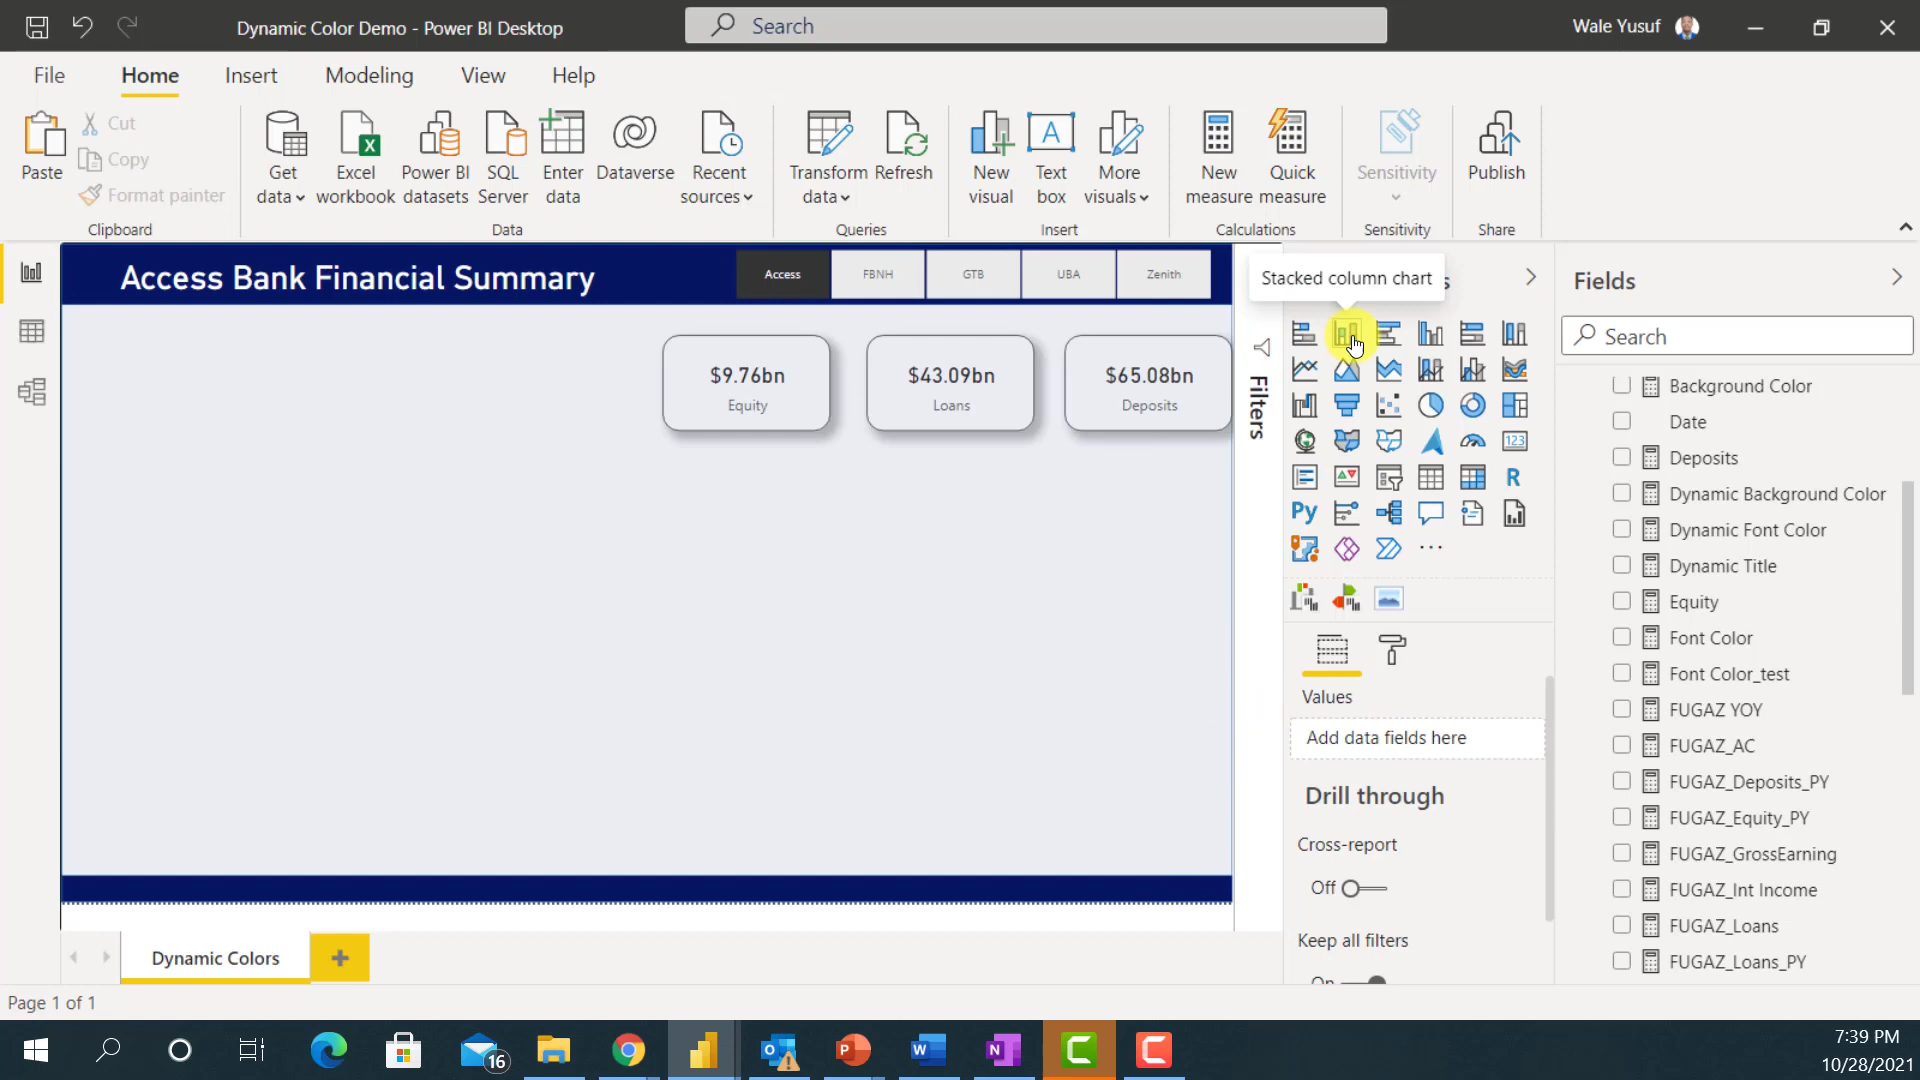 Dynamic Color Demo - Power BI Desktop
Search
Wale Yusuf
File
Home
Insert
Modeling
View
Help
Paste
Cut
Copy
Format painter
Clipboard
Get data
Excel workbook
Power BI datasets
SQL Server
Enter data
Dataverse
Recent sources
Data
Transform data
Refresh
Queries
New visual
Text box
More visuals
Insert
New measure
Quick measure
Calculations
Sensitivity
Sensitivity
Publish
Share
Access Bank Financial Summary
Access
FBNH
GTB
UBA
Zenith
$9.76bn
Equity
$43.09bn
Loans
$65.08bn
Deposits
Filters
Stacked column chart
s
123
R
Py
Values
Add data fields here
Drill through
Cross-report
Off
Keep all filters
On
Fields
Search
Background Color
Date
Deposits
Dynamic Background Color
Dynamic Font Color
Dynamic Title
Equity
Font Color
Font Color_test
FUGAZ YOY
FUGAZ_AC
FUGAZ_Deposits_PY
FUGAZ_Equity_PY
FUGAZ_GrossEarning
FUGAZ_Int Income
FUGAZ_Loans
FUGAZ_Loans_PY
Dynamic Colors
Page 1 of 1
16
7:39 PM
10/28/2021